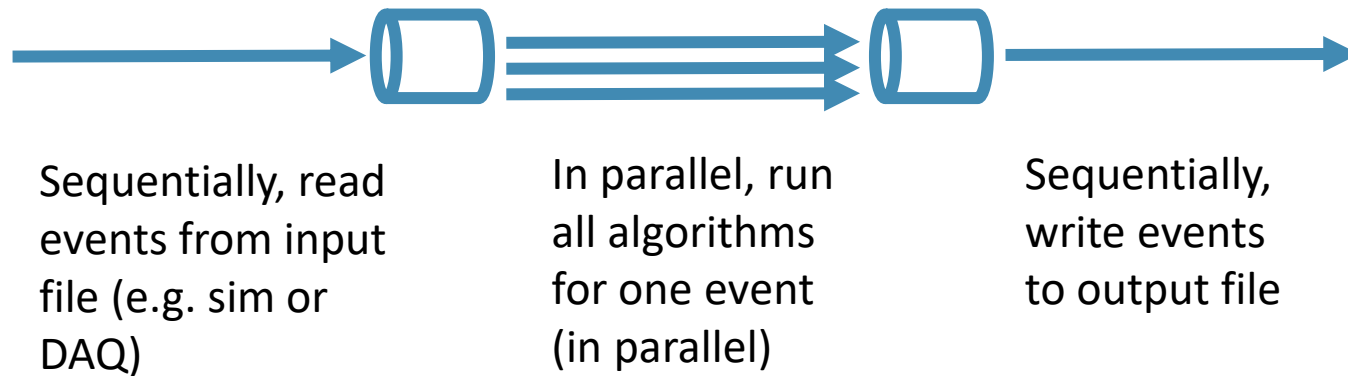 Sequentially, read
events from input
file (e.g. sim or
DAQ)
In parallel, run
all algorithms
for one event
(in parallel)
Sequentially,
write events
to output file